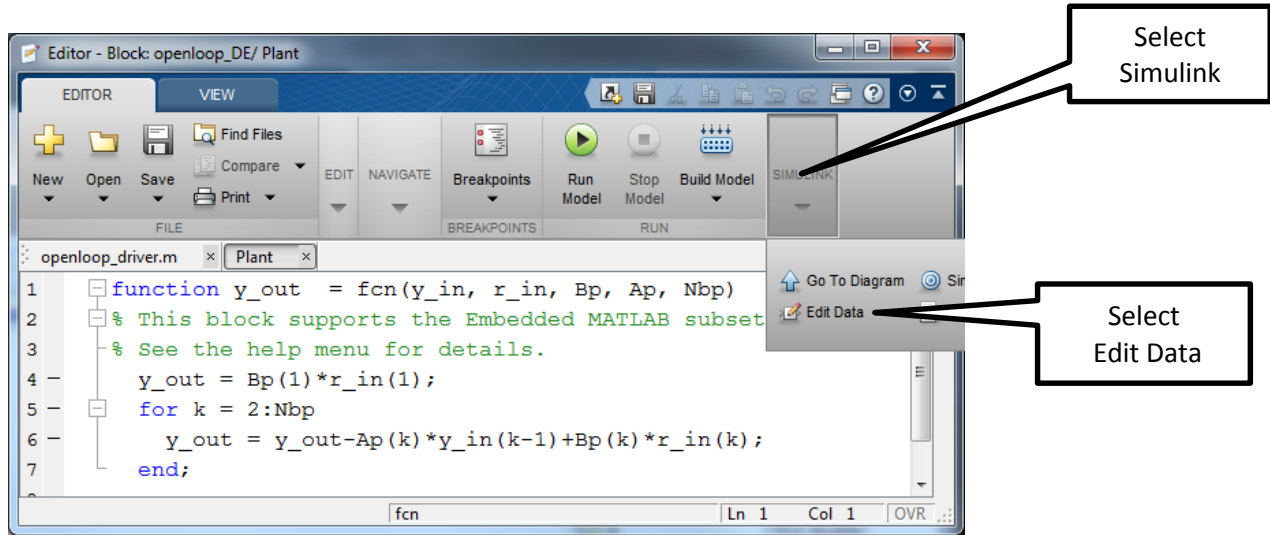 Editor - Block: openloop_DE/ Plant
Select
Simulink
EDITOR VIEW
Find Files
Compare
Print
New Open Save
EDIT NAVIGATE
Breakpoints
Run
Model
Stop
Model
Build Model
SIMULINK
FILE BREAKPOINTS RUN
openloop_driver.m × Plant ×
Go To Diagram Sir
Edit Data
Select
Edit Data
1 function y_out = fcn(y_in, r_in, Bp, Ap, Nbp)
2 % This block supports the Embedded MATLAB subset
3 % See the help menu for details.
4 – y_out = Bp(1)*r_in(1);
5 – for k = 2:Nbp
6 – y_out = y_out-Ap(k)*y_in(k-1)+Bp(k)*r_in(k);
7 end;
fcn Ln 1 Col 1 OVR